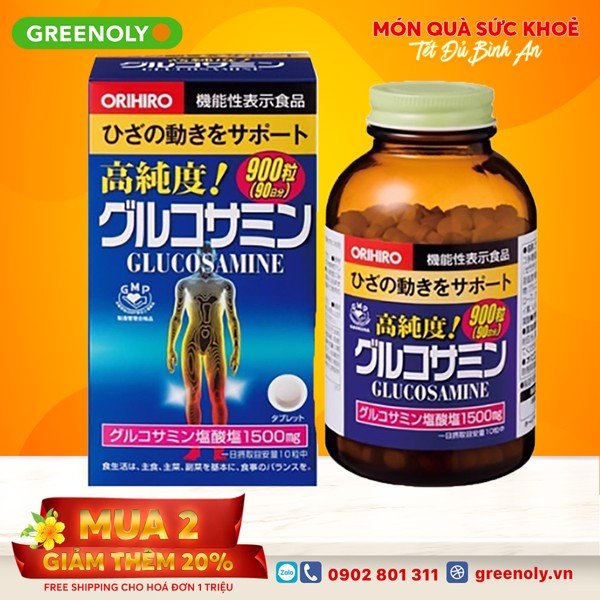 GREENOLY
MÓN QUÀ SỨC KHOẺ
Tết Đủ Bình An
ORIHIRO
機能性表示食品
ひざの動きをサポート
高純度!
900粒
(90日分)
グルコサミン
GLUCOSAMINE
GMP
タブレット
グルコサミン塩酸塩1500mg
一日摂取目安量10粒中
食生活は、主食、主菜、副菜を基本に、食事のバランスを。
ORIHIRO
機能性表示食品
ひざの動きをサポート
GMP
高純度!
900粒
(90日分)
グルコサミン
GLUCOSAMINE
グルコサミン塩酸塩1500mg
一日摂取目安量10粒中
MUA 2
GIẢM THÊM 20%
FREE SHIPPING CHO HOÁ ĐƠN 1 TRIỆU
Zalo
0902 801 311
greenoly.vn